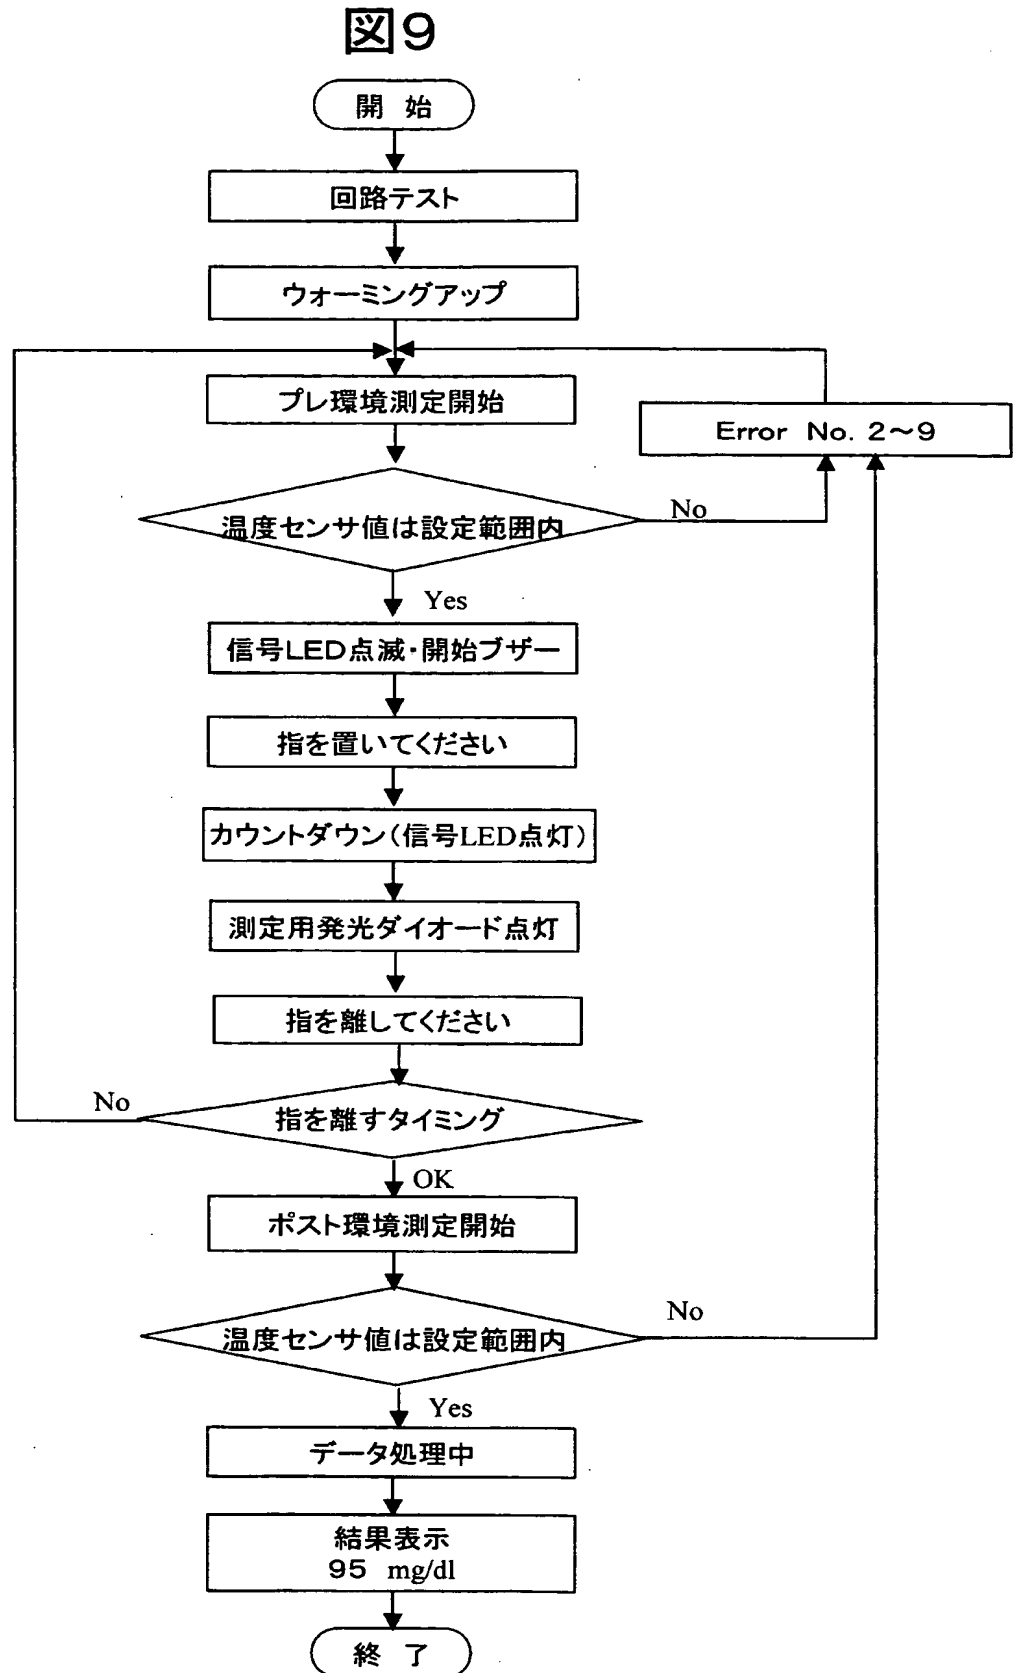 図9
開 始
回路テスト
ウォーミングアップ
プレ環境測定開始
Error No. 2～9
温度センサ値は設定範囲内
No
Yes
信号LED点滅・開始ブザー
指を置いてください
カウントダウン(信号LED点灯)
測定用発光ダイオード点灯
指を離してください
No
指を離すタイミング
OK
ポスト環境測定開始
No
温度センサ値は設定範囲内
Yes
データ処理中
結果表示
95 mg/dl
終 了